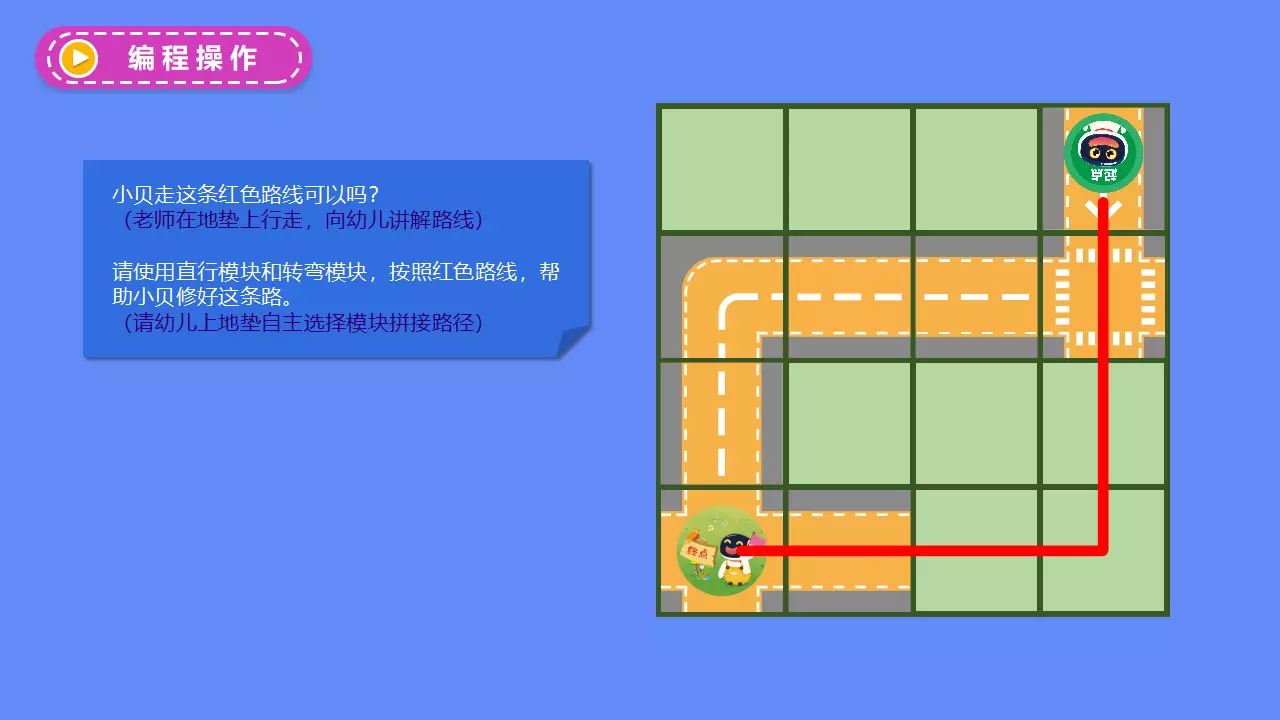 编程操作
小贝走这条红色路线可以吗?
（老师在地垫上行走，向幼儿讲解路线）
请使用直行模块和转弯模块，按照红色路线，帮
助小贝修好这条路。
（请幼儿上地垫自主选择模块拼接路径）
起点
终点